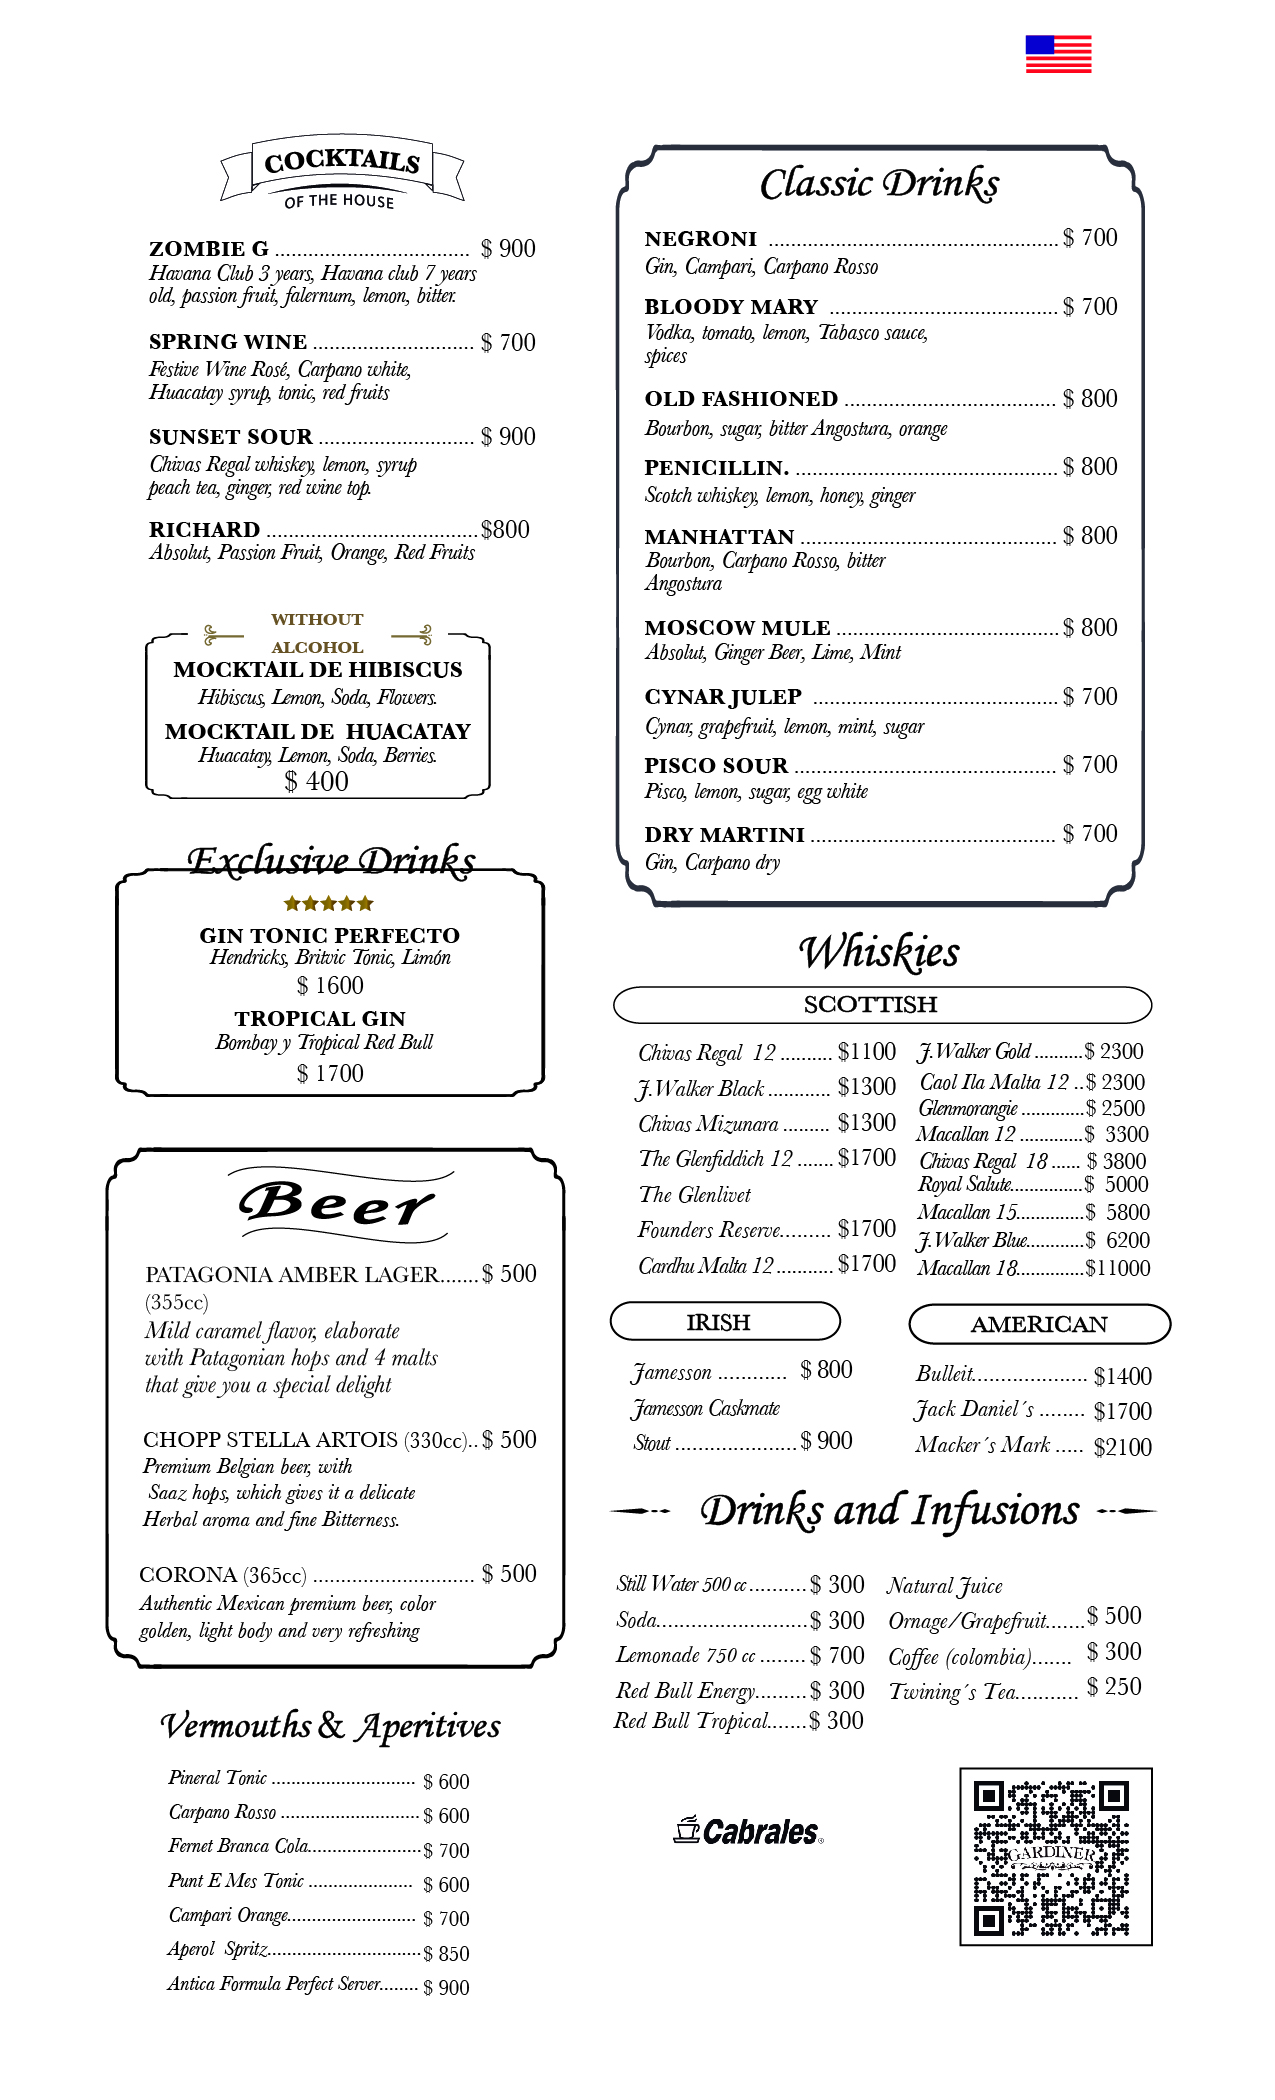 COCKTAILS
OF THE HOUSE
ZOMBIE G ................................... $ 900
Havana Club 3 years, Havana club 7 years
old, passion fruit, falernum, lemon, bitter.
SPRING WINE ............................. $ 700
Festive Wine Rosé, Carpano white,
Huacatay syrup, tonic, red fruits
SUNSET SOUR ............................ $ 900
Chivas Regal whiskey, lemon, syrup
peach tea, ginger, red wine top.
RICHARD ......................................$800
Absolut, Passion Fruit, Orange, Red Fruits
WITHOUT
ALCOHOL
MOCKTAIL DE HIBISCUS
Hibiscus, Lemon, Soda, Flowers.
MOCKTAIL DE HUACATAY
Huacatay, Lemon, Soda, Berries.
$ 400
Exclusive Drinks
GIN TONIC PERFECTO
Hendricks, Britvic Tonic, Limón
$ 1600
TROPICAL GIN
Bombay y Tropical Red Bull
$ 1700
Beer
PATAGONIA AMBER LAGER.......$ 500
(355cc)
Mild caramel flavor, elaborate
with Patagonian hops and 4 malts
that give you a special delight
CHOPP STELLA ARTOIS (330cc)..$ 500
Premium Belgian beer, with
Saaz hops, which gives it a delicate
Herbal aroma and fine Bitterness.
CORONA (365cc) ............................. $ 500
Authentic Mexican premium beer, color
golden, light body and very refreshing
Vermouths & Aperitives
Pineral Tonic ............................. $ 600
Carpano Rosso ............................$ 600
Fernet Branca Cola.......................$ 700
Punt E Mes Tonic ..................... $ 600
Campari Orange.......................... $ 700
Aperol Spritz...............................$ 850
Antica Formula Perfect Server........ $ 900
Classic Drinks
NEGRONI ....................................................$ 700
Gin, Campari, Carpano Rosso
BLOODY MARY .........................................$ 700
Vodka, tomato, lemon, Tabasco sauce,
spices
OLD FASHIONED ...................................... $ 800
Bourbon, sugar, bitter Angostura, orange
PENICILLIN. ...............................................$ 800
Scotch whiskey, lemon, honey, ginger
MANHATTAN .............................................. $ 800
Bourbon, Carpano Rosso, bitter
Angostura
MOSCOW MULE ........................................$ 800
Absolut, Ginger Beer, Lime, Mint
CYNAR JULEP ............................................$ 700
Cynar, grapefruit, lemon, mint, sugar
PISCO SOUR ............................................... $ 700
Pisco, lemon, sugar, egg white
DRY MARTINI ............................................ $ 700
Gin, Carpano dry
Whiskies
SCOTTISH
Chivas Regal 12 ......... $1100
J.Walker Black ........... $1300
Chivas Mizunara ........ $1300
The Glenfiddich 12 ...... $1700
The Glenlivet
Founders Reserve......... $1700
Cardhu Malta 12 .......... $1700
J.Walker Gold .........$ 2300
Caol Ila Malta 12 ..$ 2300
Glenmorangie .............$ 2500
Macallan 12 .............$ 3300
Chivas Regal 18 ...... $ 3800
Royal Salute...............$ 5000
Macallan 15..............$ 5800
J.Walker Blue............$ 6200
Macallan 18..............$11000
IRISH
Jamesson ............ $ 800
Jamesson Caskmate
Stout .....................$ 900
AMERICAN
Bulleit.................... $1400
Jack Daniel´s ........ $1700
Macker´s Mark ..... $2100
Drinks and Infusions
Still Water 500 cc ..........$ 300
Soda..........................$ 300
Lemonade 750 cc ........$ 700
Red Bull Energy.........$ 300
Red Bull Tropical.......$ 300
Natural Juice
Ornage/Grapefruit.......$ 500
Coffee (colombia)....... $ 300
Twining´s Tea........... $ 250
Cabrales®
GARDINER